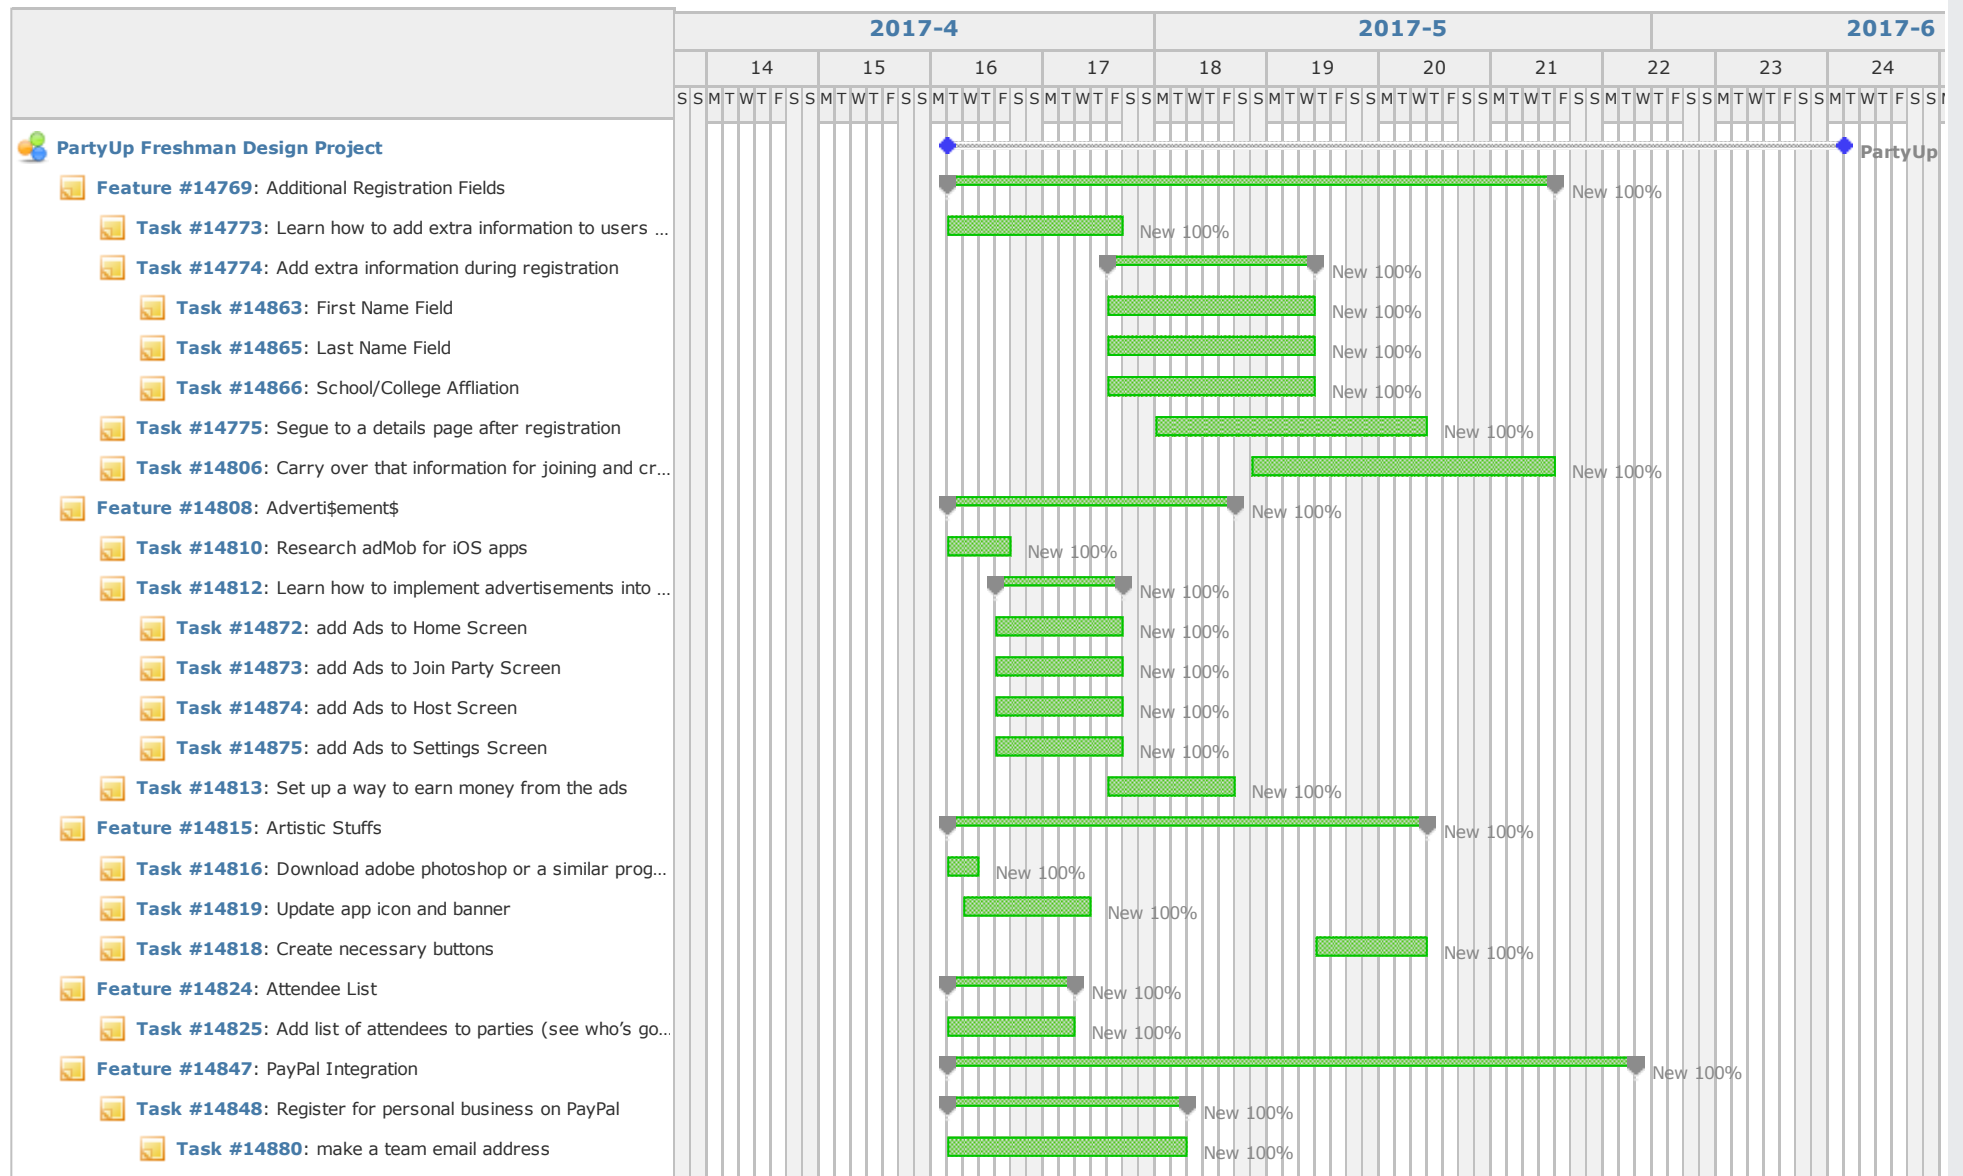 2017-4 2017-5 2017-6
14 15 16 17 18 19 20 21 22 23 24
S S M T W T F S S M T W T F S S M T W T F S S M T W T F S S M T W T F S S M T W T F S S M T W T F S S M T W T F S S M T W T F S S M T W T F S S M T W T F S S
PartyUp Freshman Design Project PartyUp
Feature #14769: Additional Registration Fields New 100%
Task #14773: Learn how to add extra information to users ... New 100%
Task #14774: Add extra information during registration New 100%
Task #14863: First Name Field New 100%
Task #14865: Last Name Field New 100%
Task #14866: School/College Affliation New 100%
Task #14775: Segue to a details page after registration New 100%
Task #14806: Carry over that information for joining and cr... New 100%
Feature #14808: Adverti$ement$ New 100%
Task #14810: Research adMob for iOS apps New 100%
Task #14812: Learn how to implement advertisements into ... New 100%
Task #14872: add Ads to Home Screen New 100%
Task #14873: add Ads to Join Party Screen New 100%
Task #14874: add Ads to Host Screen New 100%
Task #14875: add Ads to Settings Screen New 100%
Task #14813: Set up a way to earn money from the ads New 100%
Feature #14815: Artistic Stuffs New 100%
Task #14816: Download adobe photoshop or a similar prog... New 100%
Task #14819: Update app icon and banner New 100%
Task #14818: Create necessary buttons New 100%
Feature #14824: Attendee List New 100%
Task #14825: Add list of attendees to parties (see who’s go... New 100%
Feature #14847: PayPal Integration New 100%
Task #14848: Register for personal business on PayPal New 100%
Task #14880: make a team email address New 100%